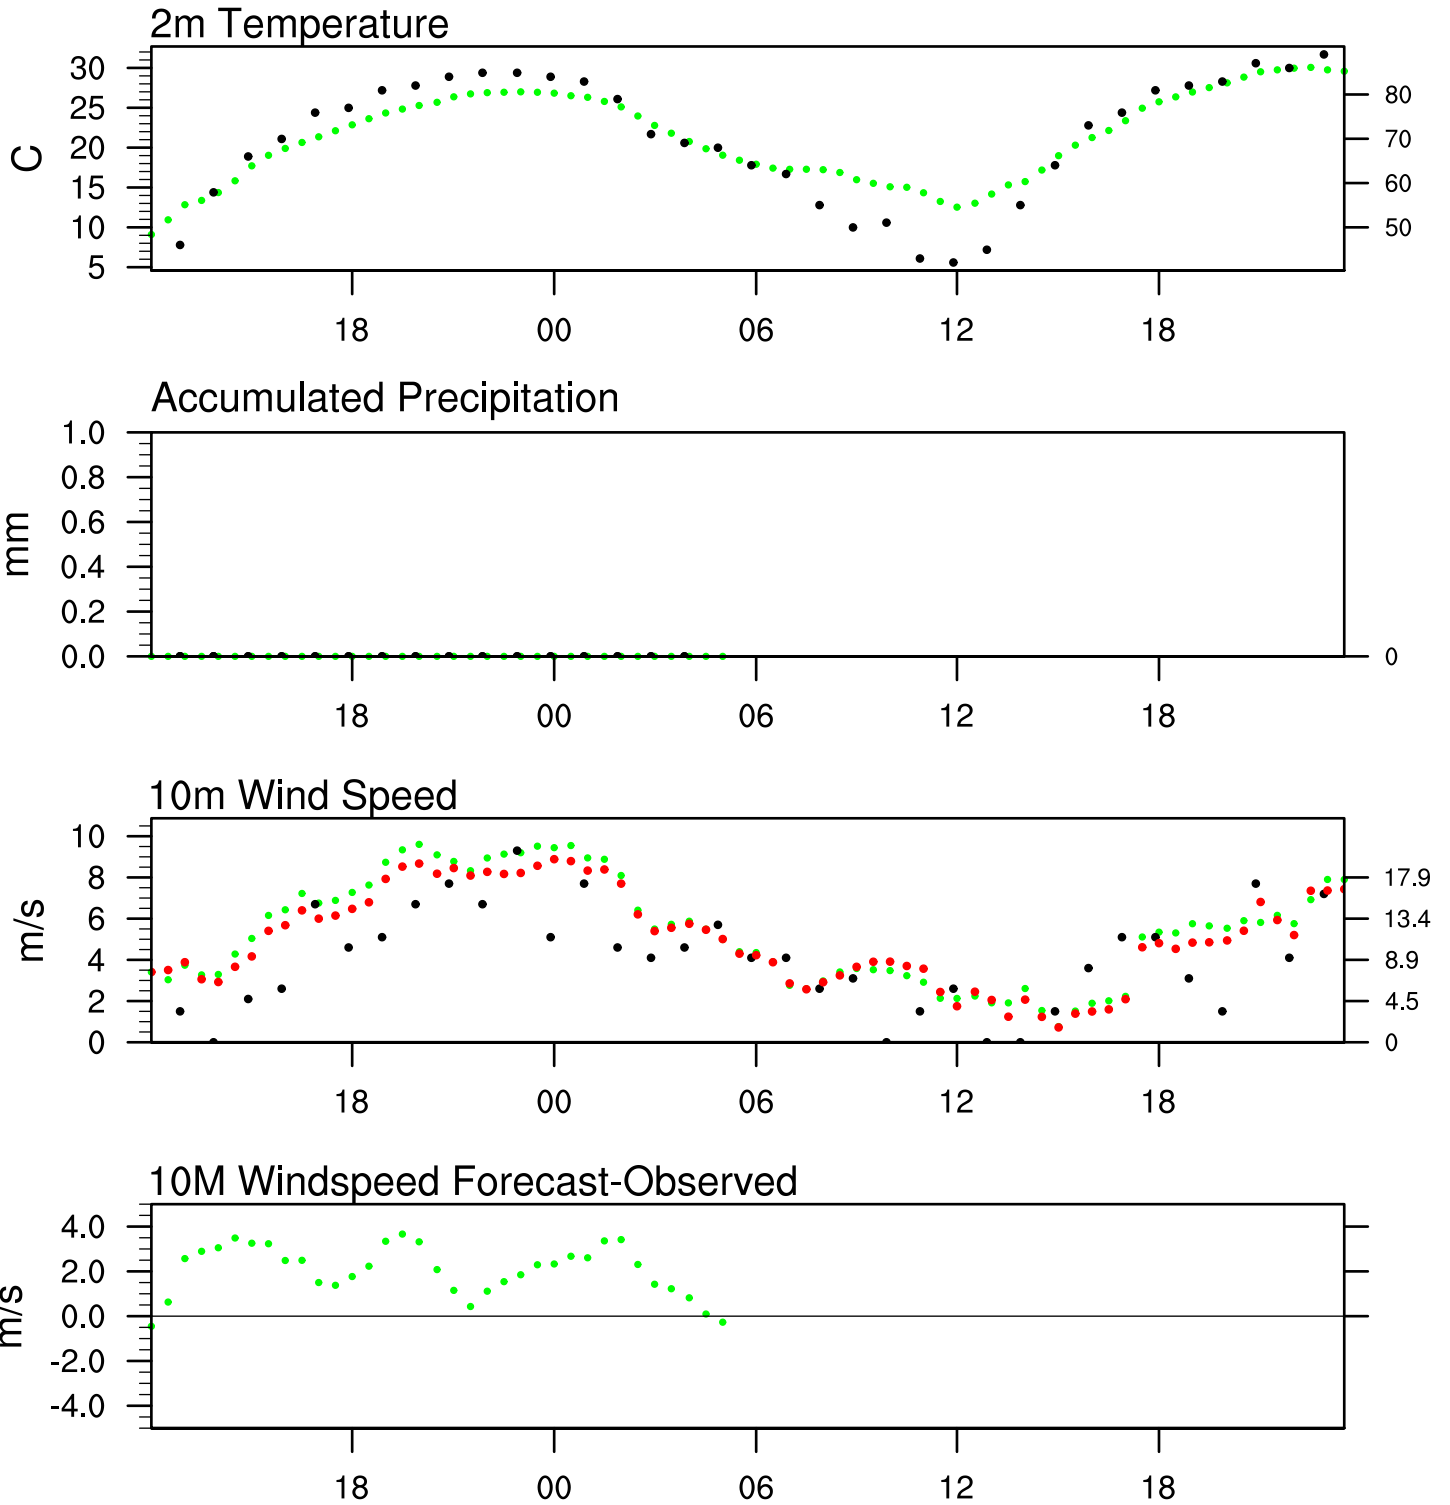 2m Temperature
30
25
20
15
10
5
C
80
70
60
50
18 00 06 12 18
Accumulated Precipitation
1.0
0.8
0.6
0.4
0.2
0.0
mm
0
18 00 06 12 18
10m Wind Speed
10
8
6
4
2
0
m/s
17.9
13.4
8.9
4.5
0
18 00 06 12 18
10M Windspeed Forecast-Observed
4.0
2.0
0.0
-2.0
-4.0
m/s
18 00 06 12 18